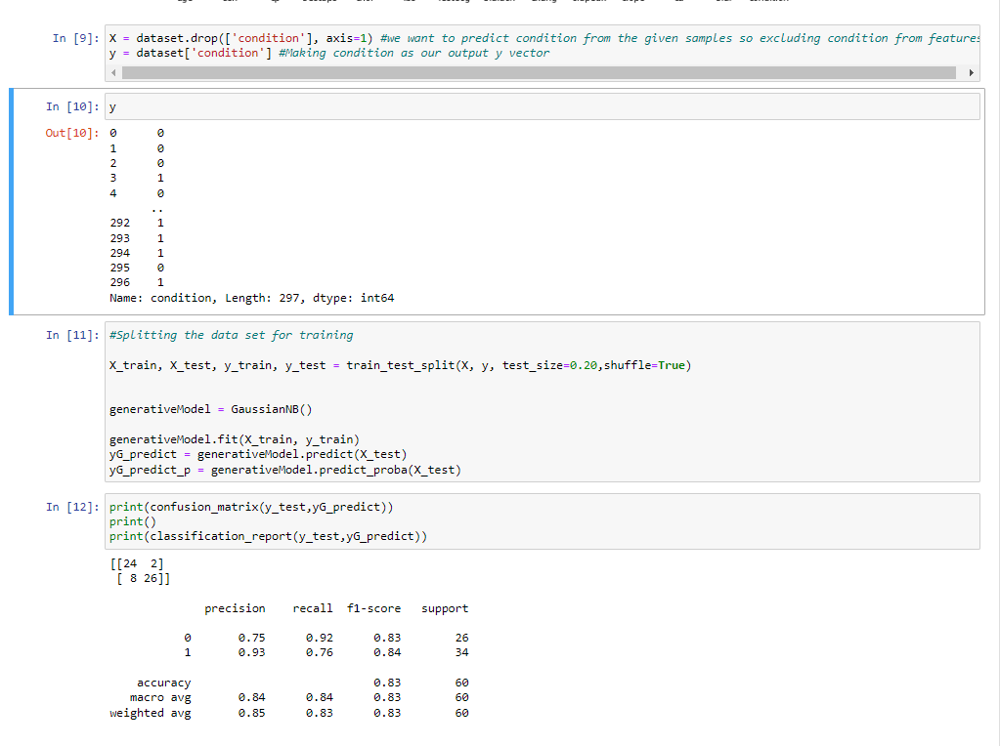 In [9]: X = dataset.drop(['condition'], axis=1) #we want to predict condition from the given samples so excluding condition from features
y = dataset['condition'] #Making condition as our output y vector
In [10]: y
Out[10]: 0 0
1 0
2 0
3 1
4 0
..
292 1
293 1
294 1
295 0
296 1
Name: condition, Length: 297, dtype: int64
In [11]: #Splitting the data set for training
X_train, X_test, y_train, y_test = train_test_split(X, y, test_size=0.20,shuffle=True)
generativeModel = GaussianNB()
generativeModel.fit(X_train, y_train)
yG_predict = generativeModel.predict(X_test)
yG_predict_p = generativeModel.predict_proba(X_test)
In [12]: print(confusion_matrix(y_test,yG_predict))
print()
print(classification_report(y_test,yG_predict))
[[24 2]
[ 8 26]]
precision recall f1-score support
0 0.75 0.92 0.83 26
1 0.93 0.76 0.84 34
accuracy 0.83 60
macro avg 0.84 0.84 0.83 60
weighted avg 0.85 0.83 0.83 60